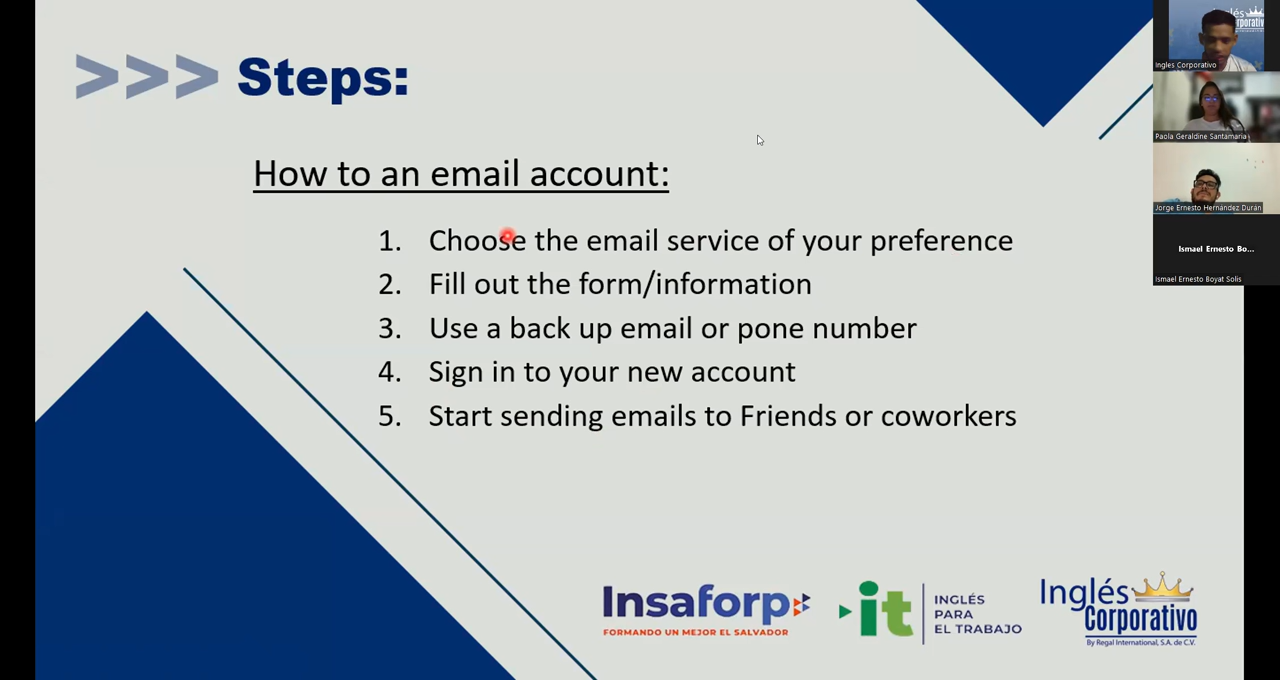 >>> Steps:
How to an email account:
1. Choose the email service of your preference
2. Fill out the form/information
3. Use a back up email or pone number
4. Sign in to your new account
5. Start sending emails to Friends or coworkers
Insaforp
FORMANDO UN MEJOR EL SALVADOR
it
INGLÉS
PARA
EL TRABAJO
Inglés
Corporativo
By Regal International, S.A. de C.V.
Ingles Corporativo
Paola Geraldine Santamaria
Jorge Ernesto Hernández Durán
Ismael Ernesto Bo...
Ismael Ernesto Boyat Solis